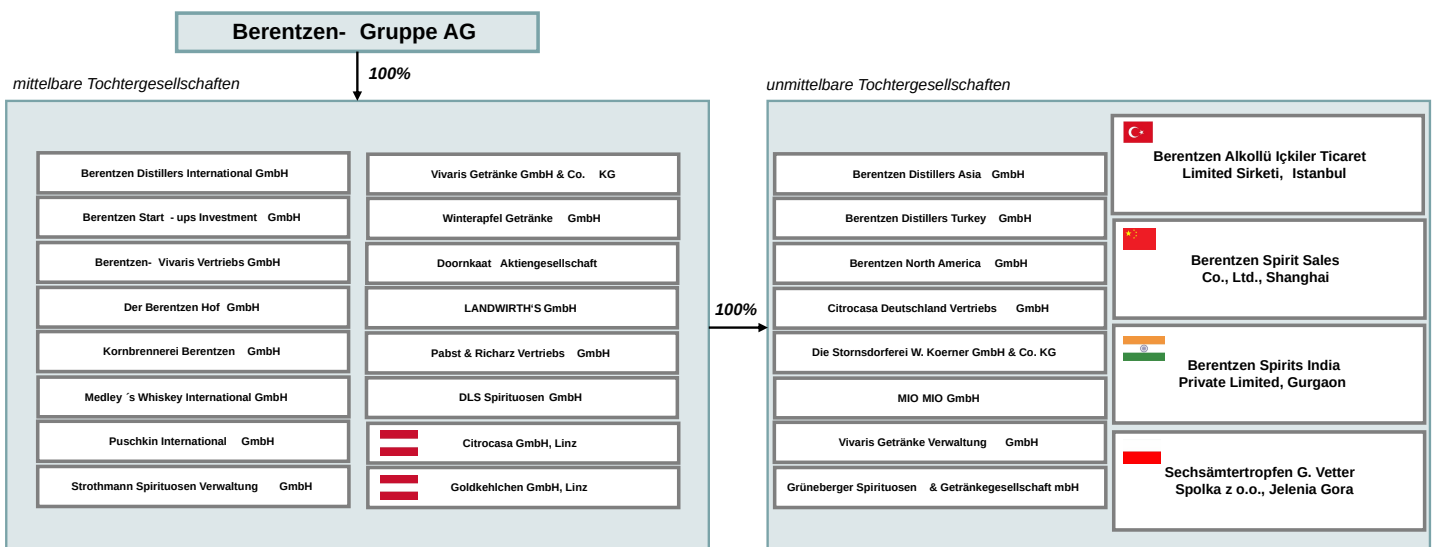 Berentzen- Gruppe AG
100%
mittelbare Tochtergesellschaften
Berentzen Distillers International GmbH
Berentzen Start - ups Investment GmbH
Berentzen- Vivaris Vertriebs GmbH
Der Berentzen Hof GmbH
Kornbrennerei Berentzen GmbH
Medley ´s Whiskey International GmbH
Puschkin International GmbH
Strothmann Spirituosen Verwaltung GmbH
Vivaris Getränke GmbH & Co. KG
Winterapfel Getränke GmbH
Doornkaat Aktiengesellschaft
LANDWIRTH'S GmbH
Pabst & Richarz Vertriebs GmbH
DLS Spirituosen GmbH
Citrocasa GmbH, Linz
Goldkehlchen GmbH, Linz
100%
unmittelbare Tochtergesellschaften
Berentzen Distillers Asia GmbH
Berentzen Distillers Turkey GmbH
Berentzen North America GmbH
Citrocasa Deutschland Vertriebs GmbH
Die Stornsdorferei W. Koerner GmbH & Co. KG
MIO MIO GmbH
Vivaris Getränke Verwaltung GmbH
Grüneberger Spirituosen & Getränkegesellschaft mbH
Berentzen Alkollü Içkiler Ticaret
Limited Sirketi, Istanbul
Berentzen Spirit Sales
Co., Ltd., Shanghai
Berentzen Spirits India
Private Limited, Gurgaon
Sechsämtertropfen G. Vetter
Spolka z o.o., Jelenia Gora